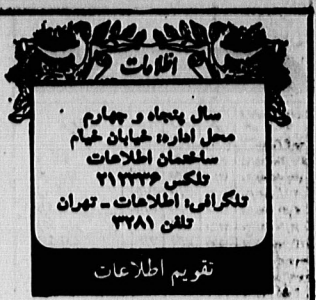 اطلاعات
سال پنجاه و چهارم
محل اداره: خیابان خیام
ساختمان اطلاعات
تلکس ۲۱۲۳۳۶
تلگرافی: اطلاعات ـ تهران
تلفن ۳۲۸۱
تقویم اطلاعات